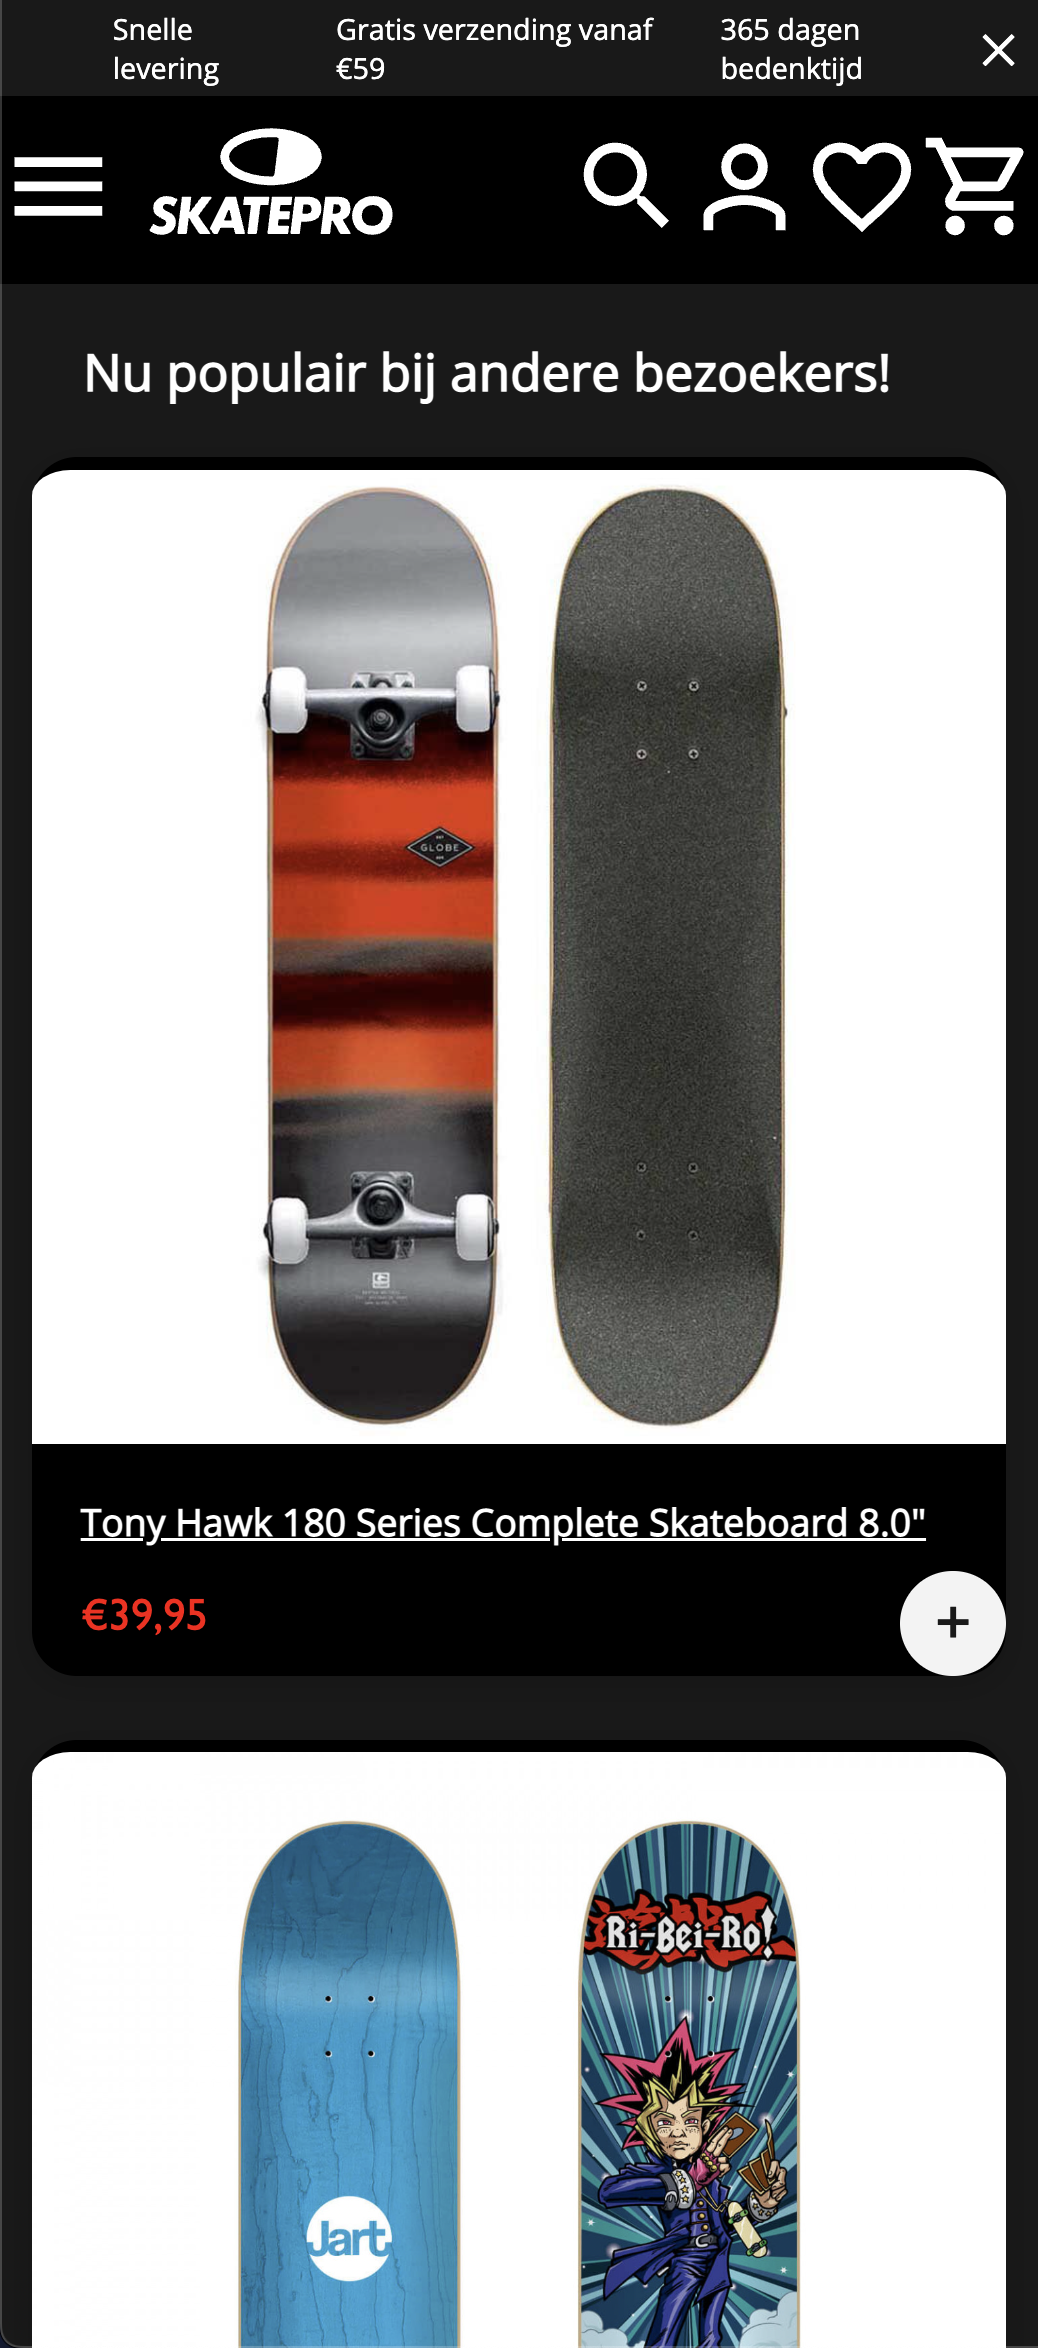 Snelle
levering
Gratis verzending vanaf
€59
365 dagen
bedenktijd
SKATEPRO
Nu populair bij andere bezoekers!
GLOBE
Tony Hawk 180 Series Complete Skateboard 8.0"
€39,95
Ri-Bei-Ro!
Jart